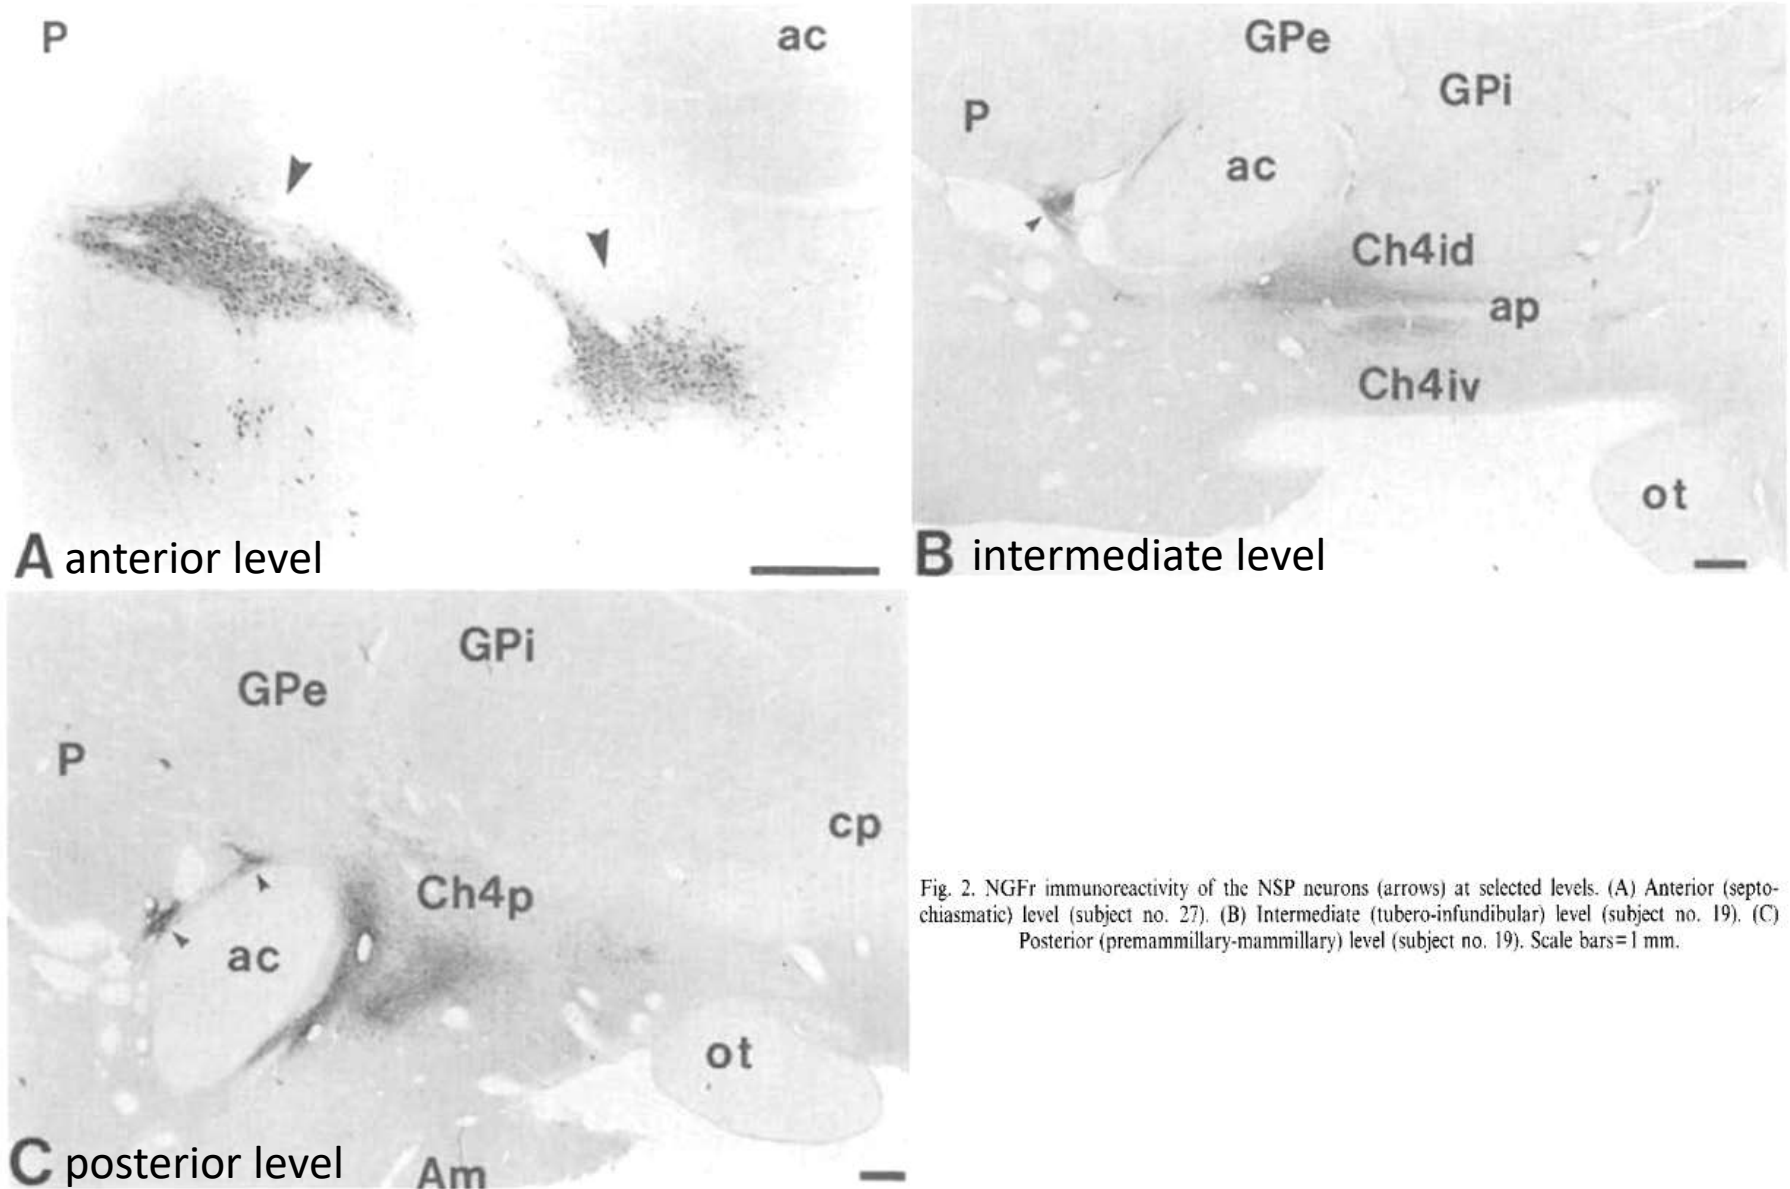 P
ac
A anterior level
GPe
GPi
P
ac
Ch4id
ap
Ch4iv
ot
B intermediate level
GPi
GPe
P
cp
Ch4p
ac
ot
C posterior level
Am
Fig. 2. NGFr immunoreactivity of the NSP neurons (arrows) at selected levels. (A) Anterior (septo-
chiasmatic) level (subject no. 27). (B) Intermediate (tubero-infundibular) level (subject no. 19). (C)
Posterior (premammillary-mammillary) level (subject no. 19). Scale bars=1 mm.